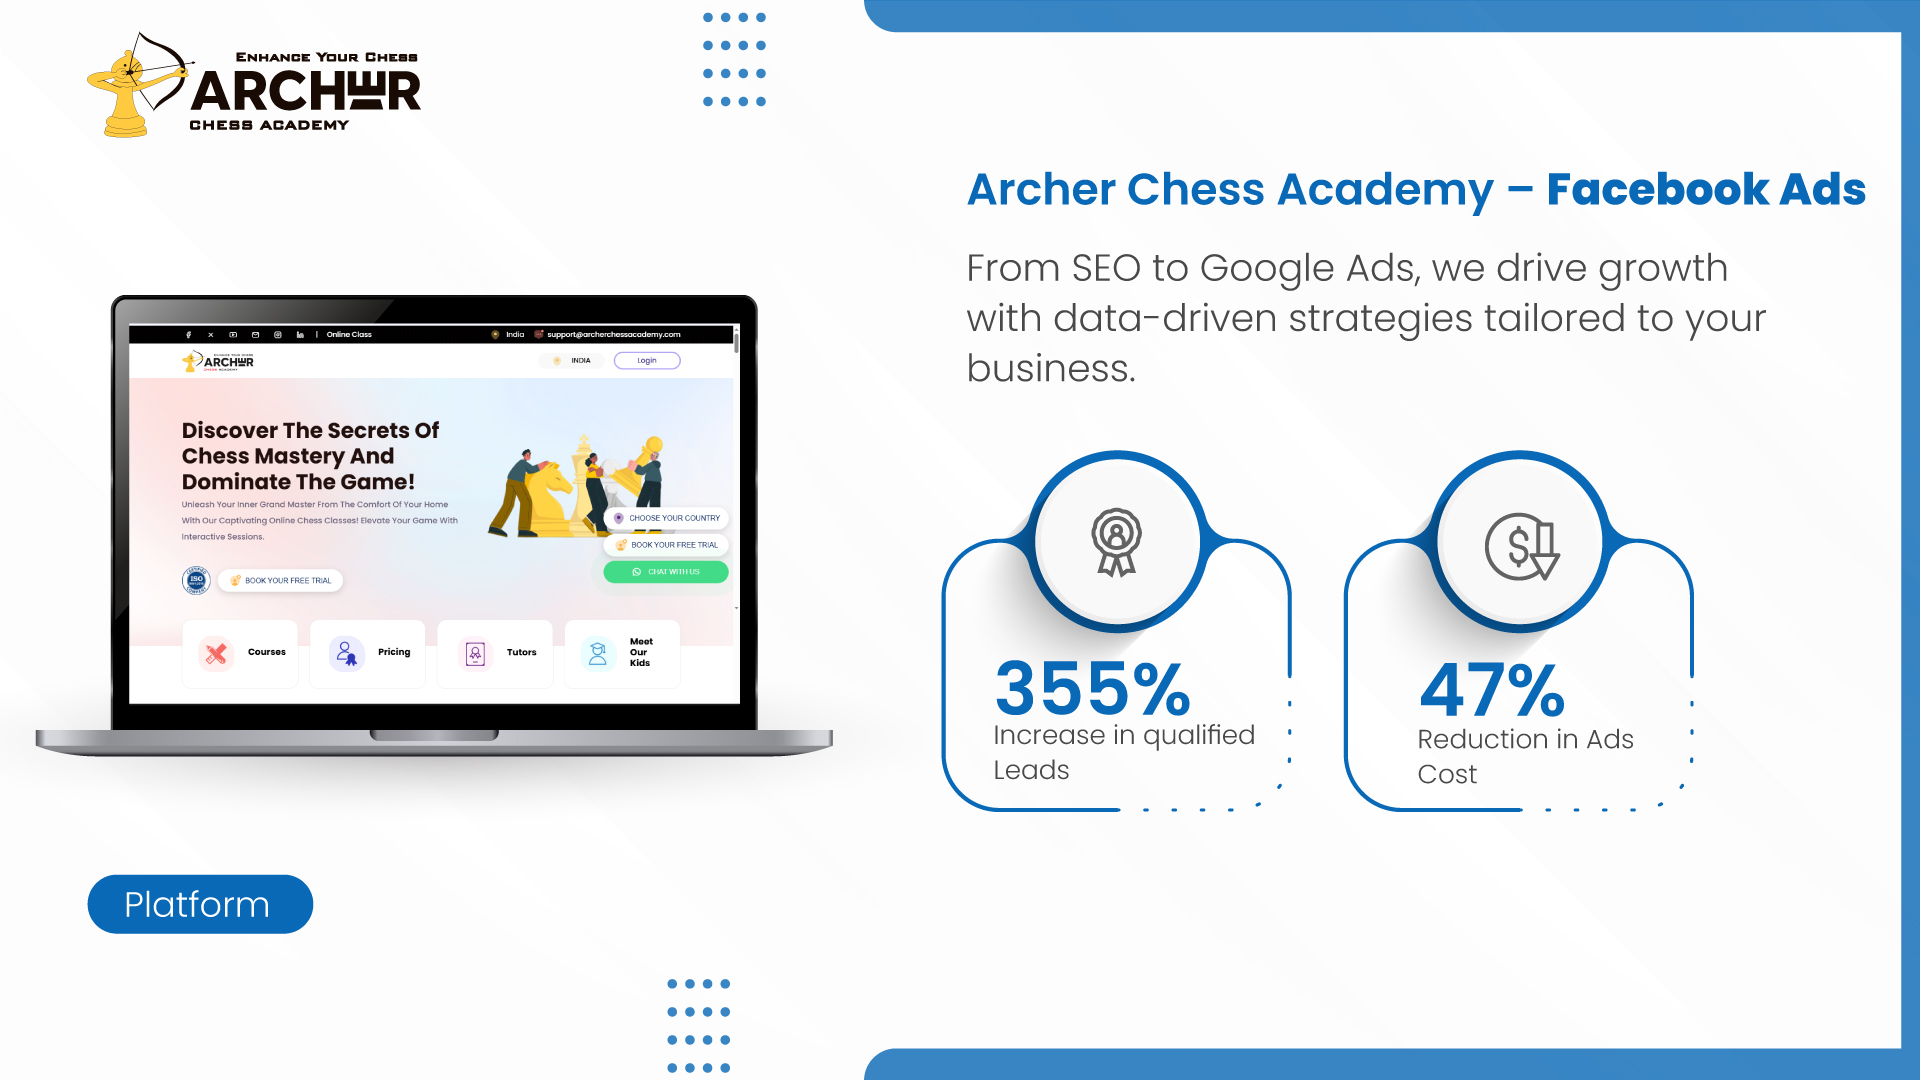 ENHANCE YOUR CHESS
ARCHER
CHESS ACADEMY
Archer Chess Academy – Facebook Ads
From SEO to Google Ads, we drive growth
with data-driven strategies tailored to your
business.
Online Class
India
support@archerchessacademy.com
ARCHER
INDIA
Login
Discover The Secrets Of
Chess Mastery And
Dominate The Game!
Unleash Your Inner Grand Master From The Comfort Of Your Home
With Our Captivating Online Chess Classes! Elevate Your Game With
Interactive Sessions.
CHOOSE YOUR COUNTRY
BOOK YOUR FREE TRIAL
CHAT WITH US
ISO
BOOK YOUR FREE TRIAL
Courses
Pricing
Tutors
Meet
Our
Kids
355%
Increase in qualified
Leads
47%
Reduction in Ads
Cost
Platform